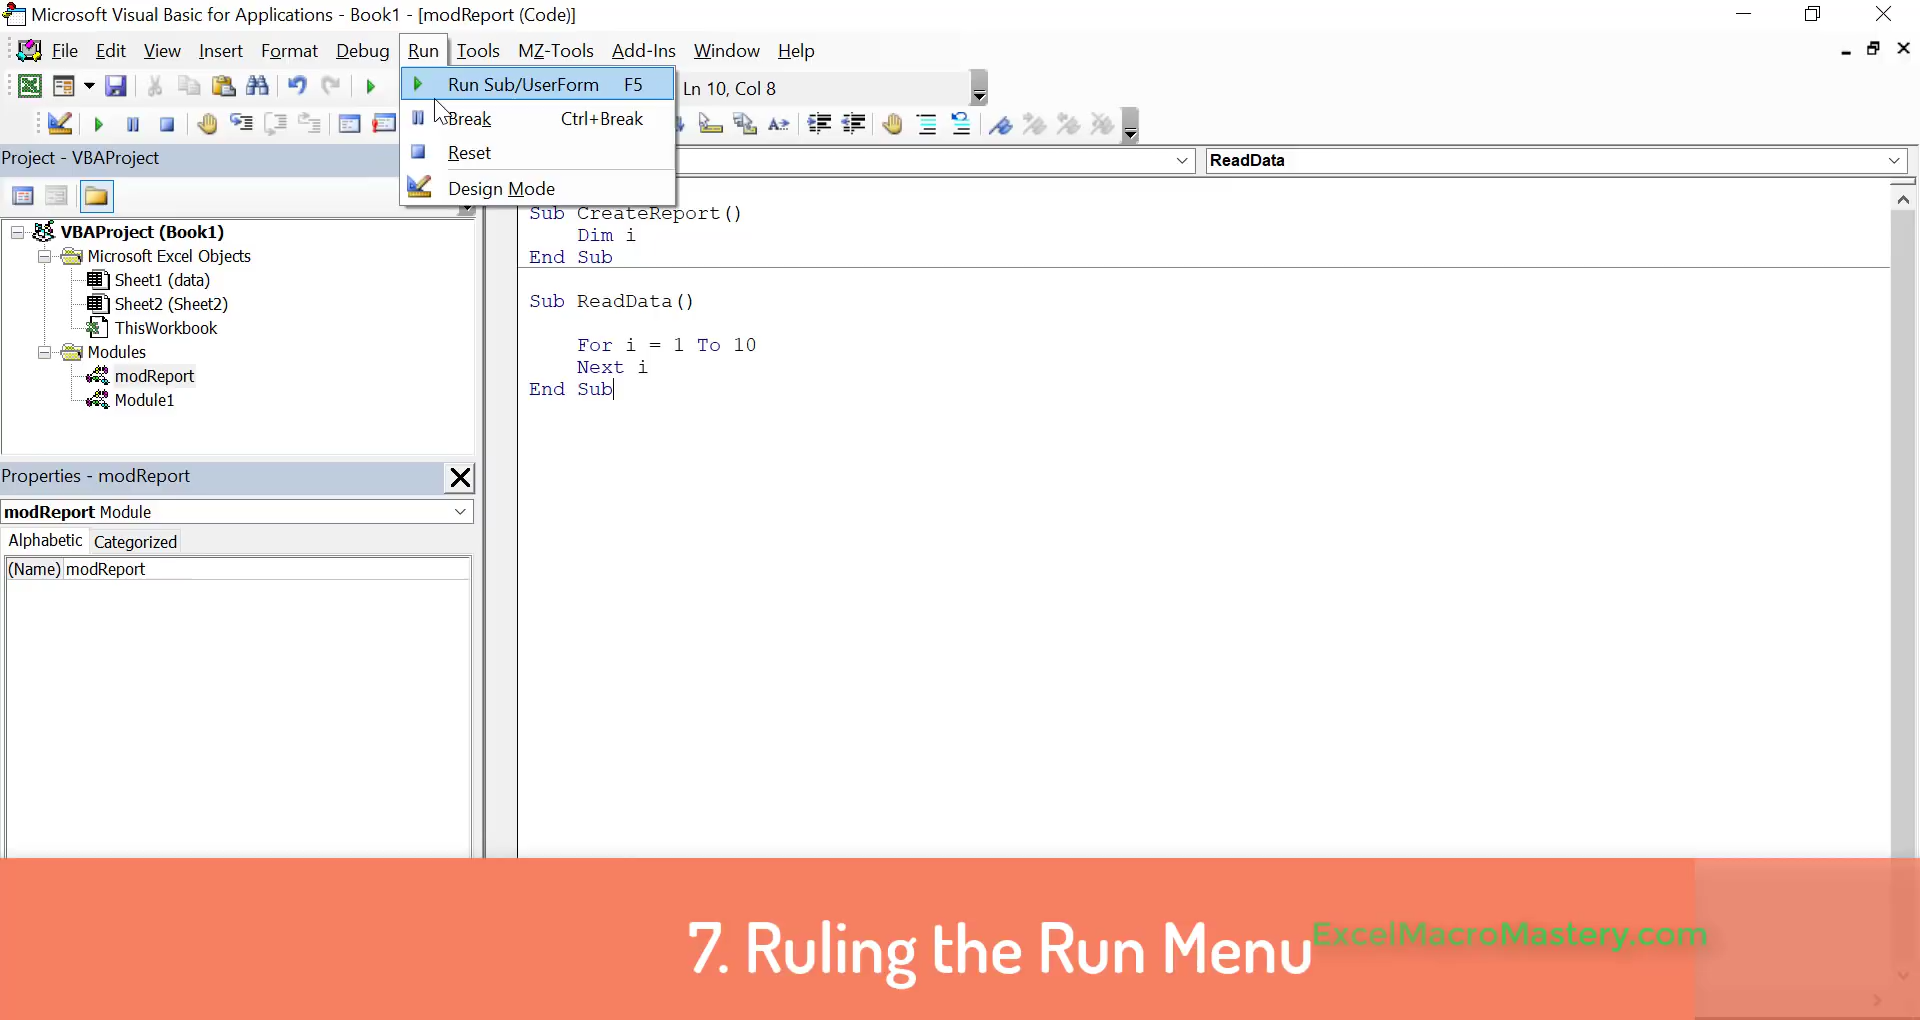 Microsoft Visual Basic for Applications - Book1 - [modReport (Code)]
File Edit View Insert Format Debug Run Tools MZ-Tools Add-Ins Window Help
Run Sub/UserForm F5
Ln 10, Col 8
Break Ctrl+Break
Reset
Design Mode
Project - VBAProject
ReadData
VBAProject (Book1)
Microsoft Excel Objects
Sheet1 (data)
Sheet2 (Sheet2)
ThisWorkbook
Modules
modReport
Module1
Sub CreateReport()
Dim i
End Sub
Sub ReadData()
For i = 1 To 10
Next i
End Sub
Properties - modReport
modReport Module
Alphabetic Categorized
(Name) modReport
7. Ruling the Run Menu
ExcelMacroMastery.com